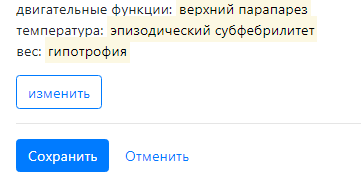 двигательные функции: верхний парапарез
температура: эпизодический субфебрилитет
вес: гипотрофия
изменить
Сохранить Отменить